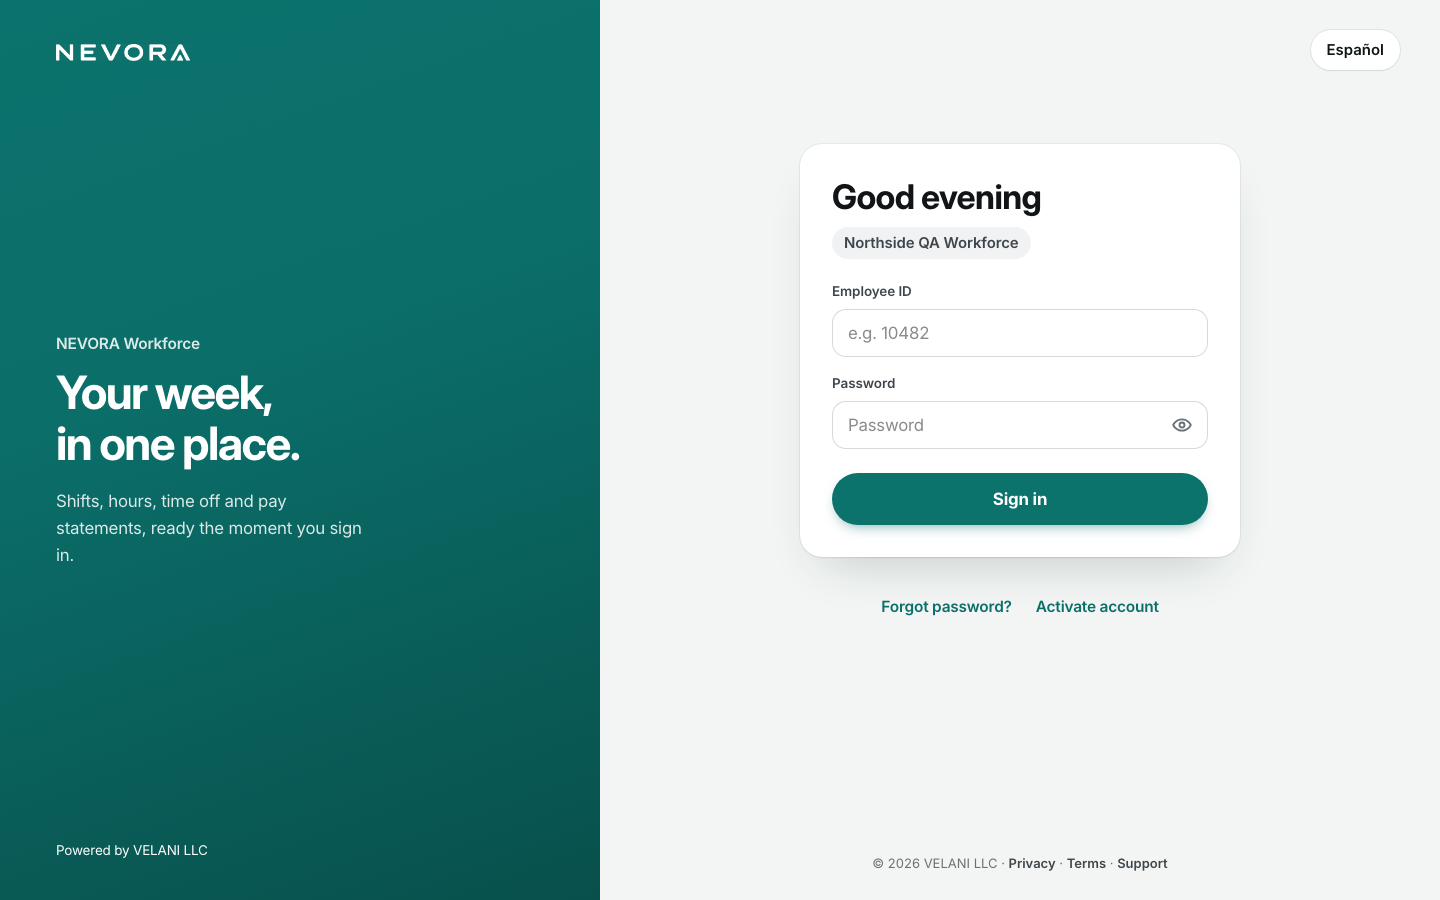 NEVORA
NEVORA Workforce
Your week,
in one place.
Shifts, hours, time off and pay
statements, ready the moment you sign
in.
Powered by VELANI LLC
Español
Good evening
Northside QA Workforce
Employee ID
e.g. 10482
Password
Password
Sign in
Forgot password? Activate account
© 2026 VELANI LLC · Privacy · Terms · Support